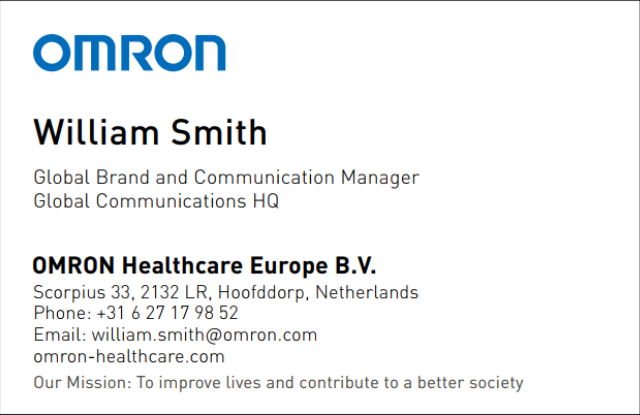 OMRON
William Smith
Global Brand and Communication Manager
Global Communications HQ
OMRON Healthcare Europe B.V.
Scorpius 33, 2132 LR, Hoofddorp, Netherlands
Phone: +31 6 27 17 98 52
Email: william.smith@omron.com
omron-healthcare.com
Our Mission: To improve lives and contribute to a better society